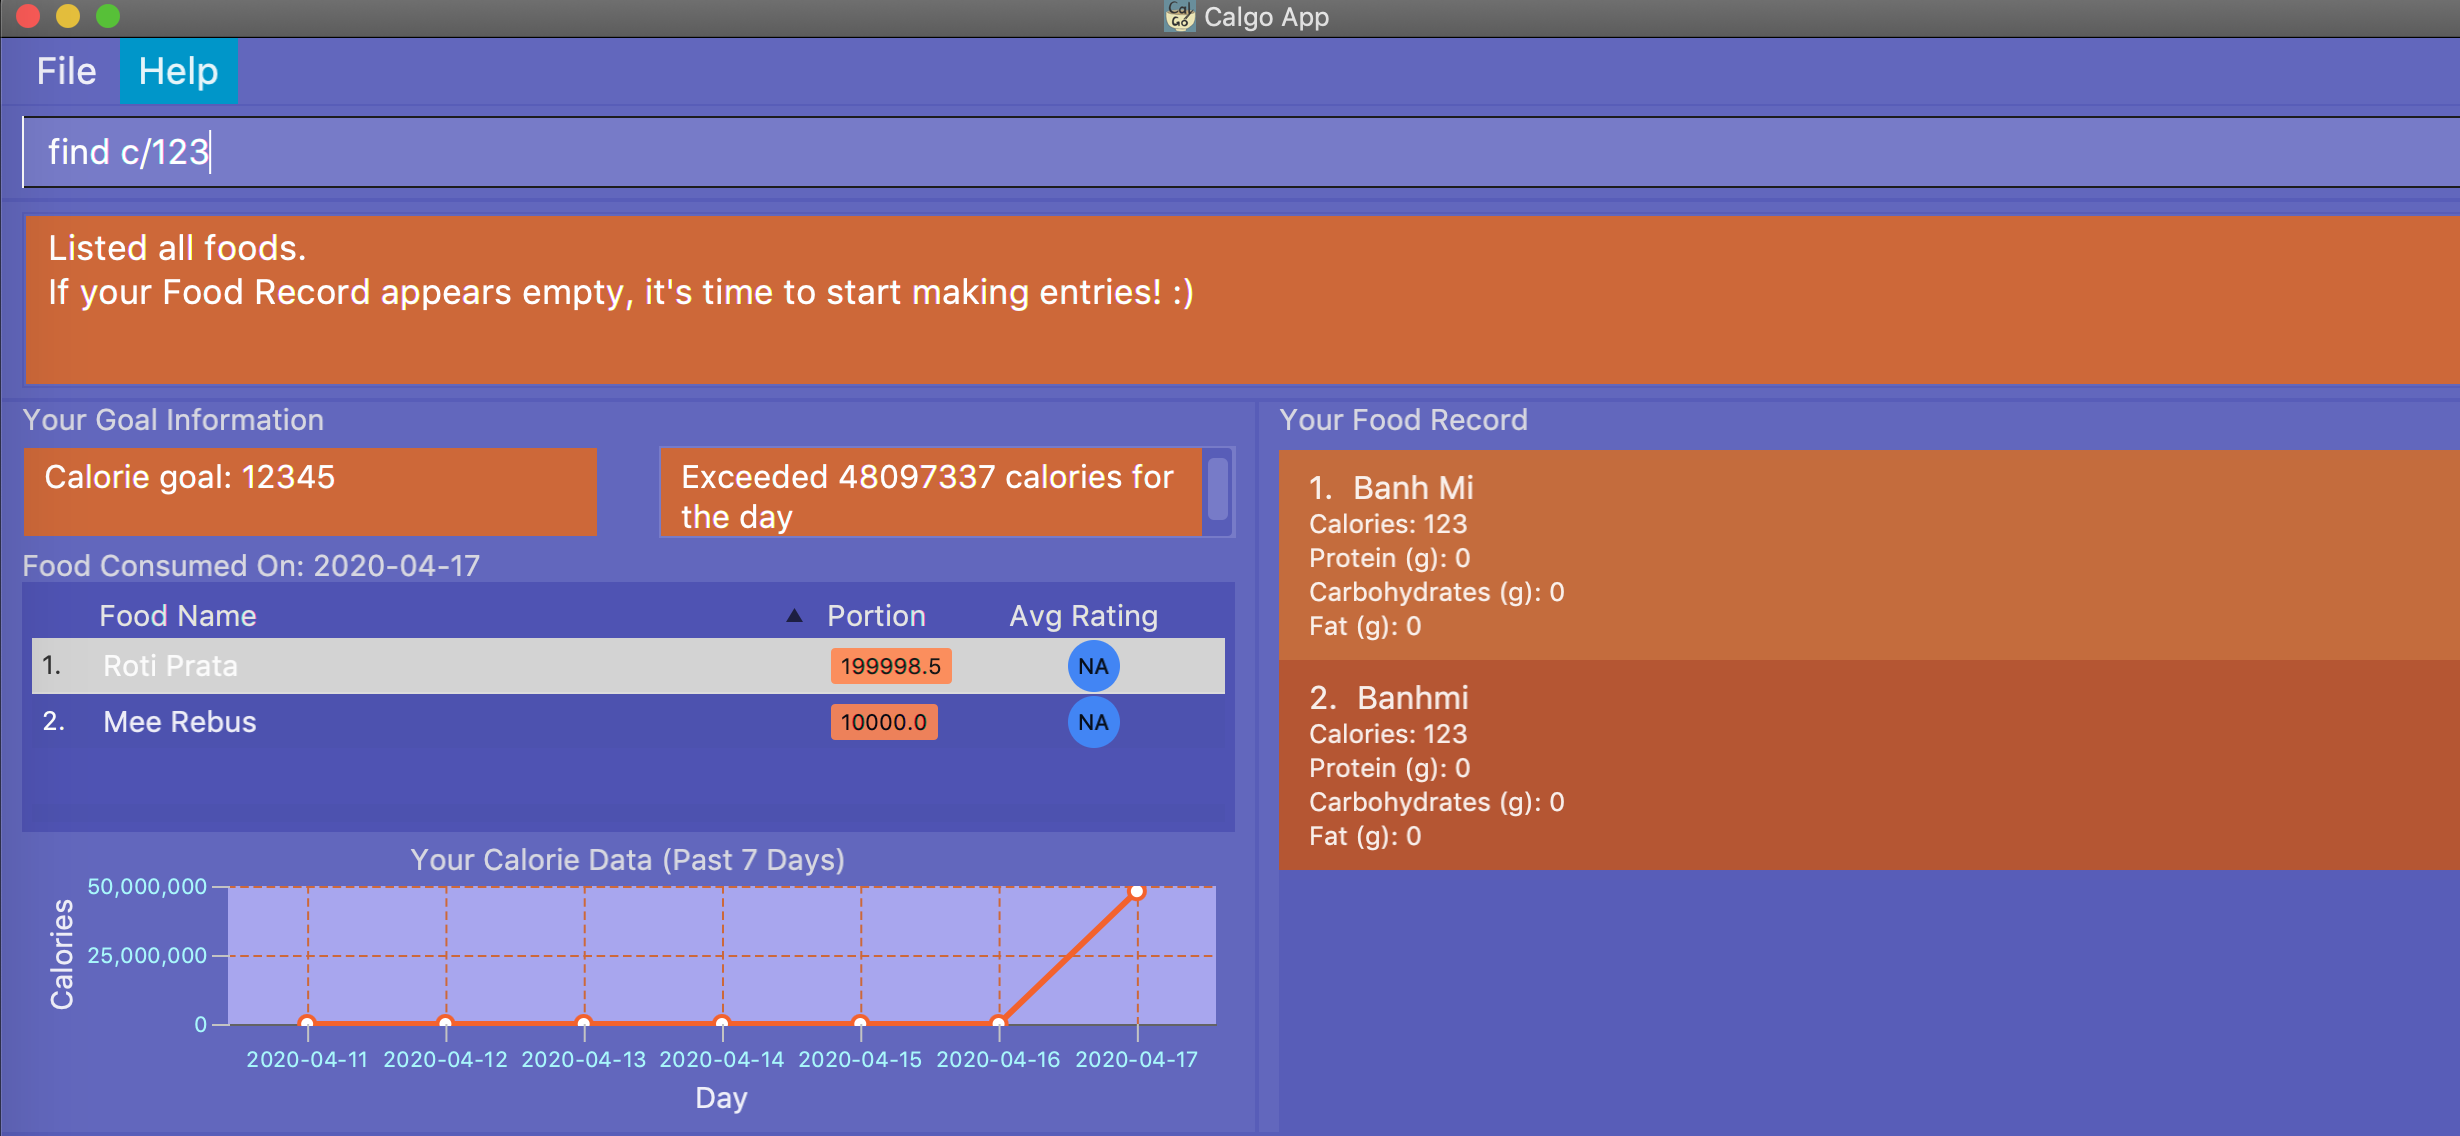 Cal
Go
Calgo App
File
Help
find c/123
Listed all foods.
If your Food Record appears empty, it's time to start making entries! :)
Your Goal Information
Calorie goal: 12345
Exceeded 48097337 calories for
the day
Food Consumed On: 2020-04-17
Food Name ▲ Portion Avg Rating
1. Roti Prata 199998.5 NA
2. Mee Rebus 10000.0 NA
Your Calorie Data (Past 7 Days)
Calories
50,000,000
25,000,000
0
2020-04-11 2020-04-12 2020-04-13 2020-04-14 2020-04-15 2020-04-16 2020-04-17
Day
Your Food Record
1. Banh Mi
Calories: 123
Protein (g): 0
Carbohydrates (g): 0
Fat (g): 0
2. Banhmi
Calories: 123
Protein (g): 0
Carbohydrates (g): 0
Fat (g): 0